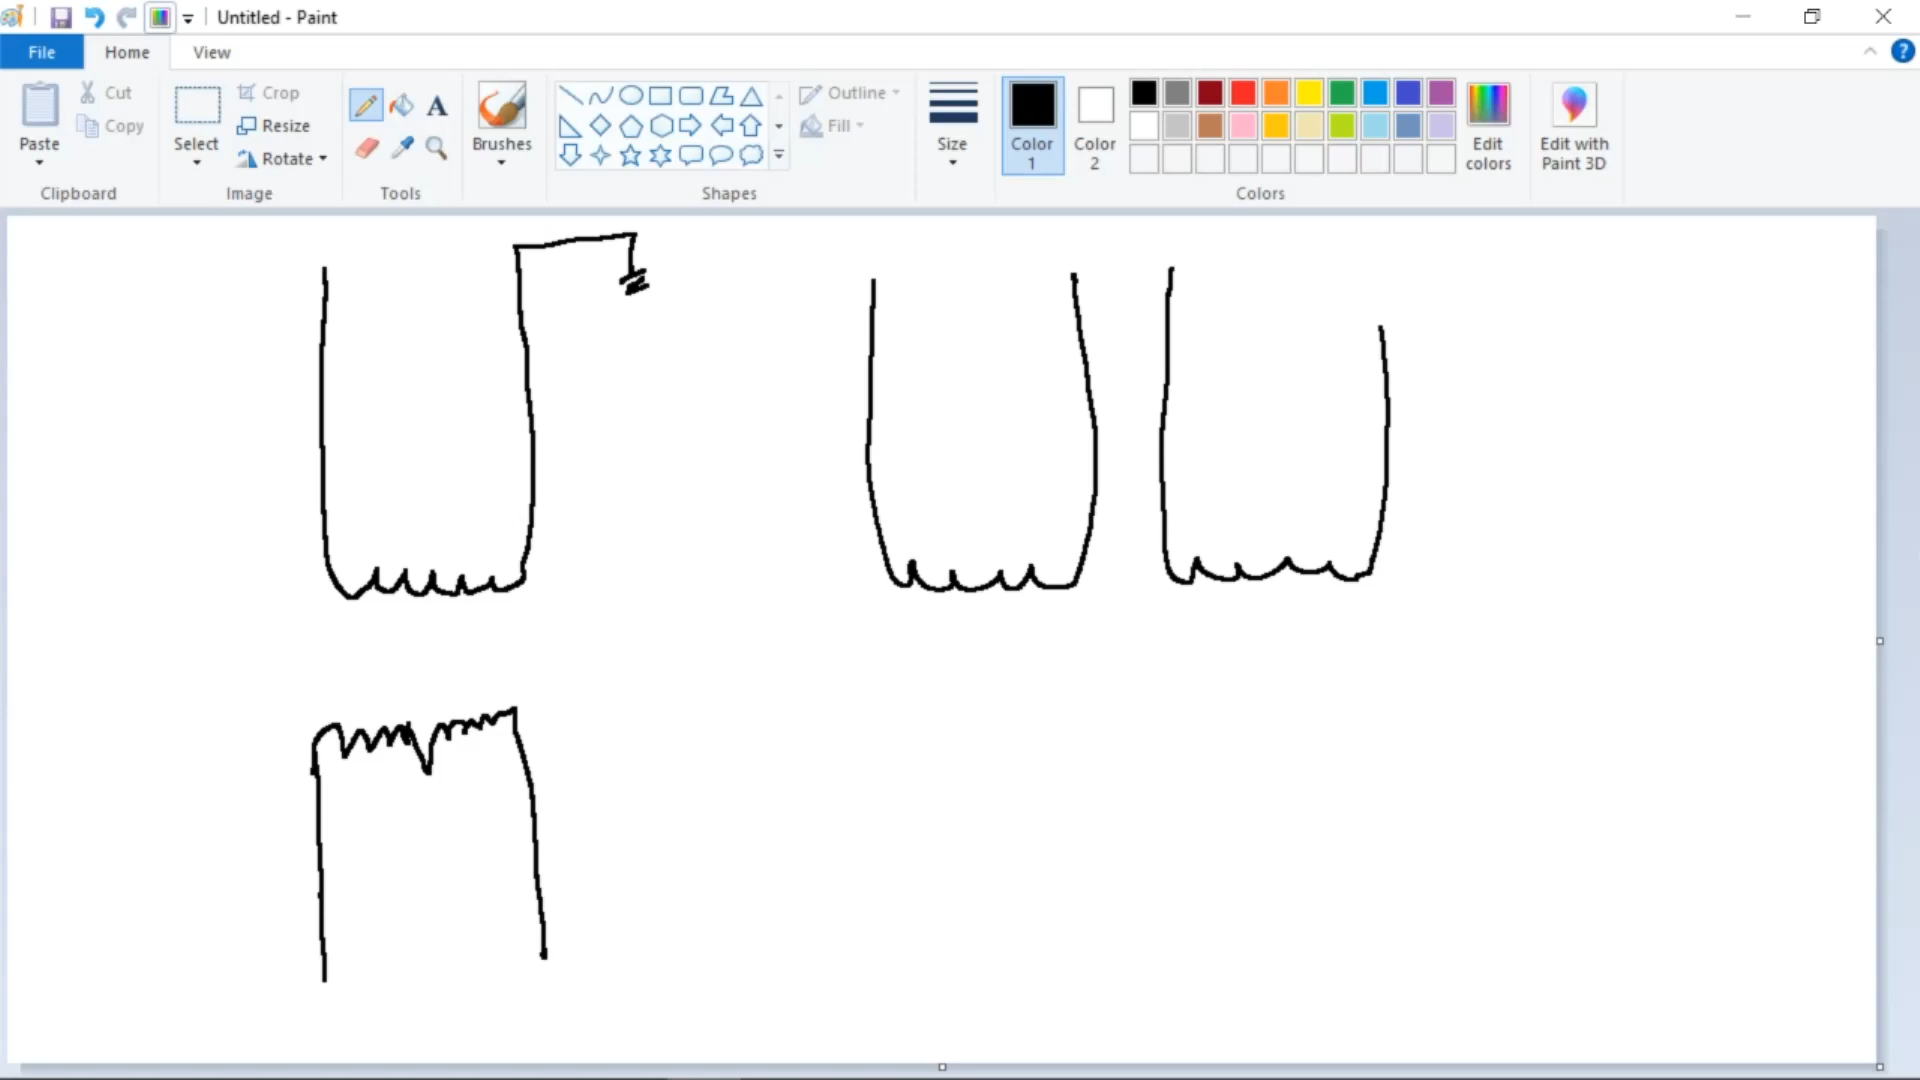 Untitled - Paint
File Home View
Paste Cut Copy Select Crop Resize Rotate A Brushes Outline Fill Size Color 1 Color 2 Edit colors Edit with Paint 3D ?
Clipboard Image Tools Shapes Colors